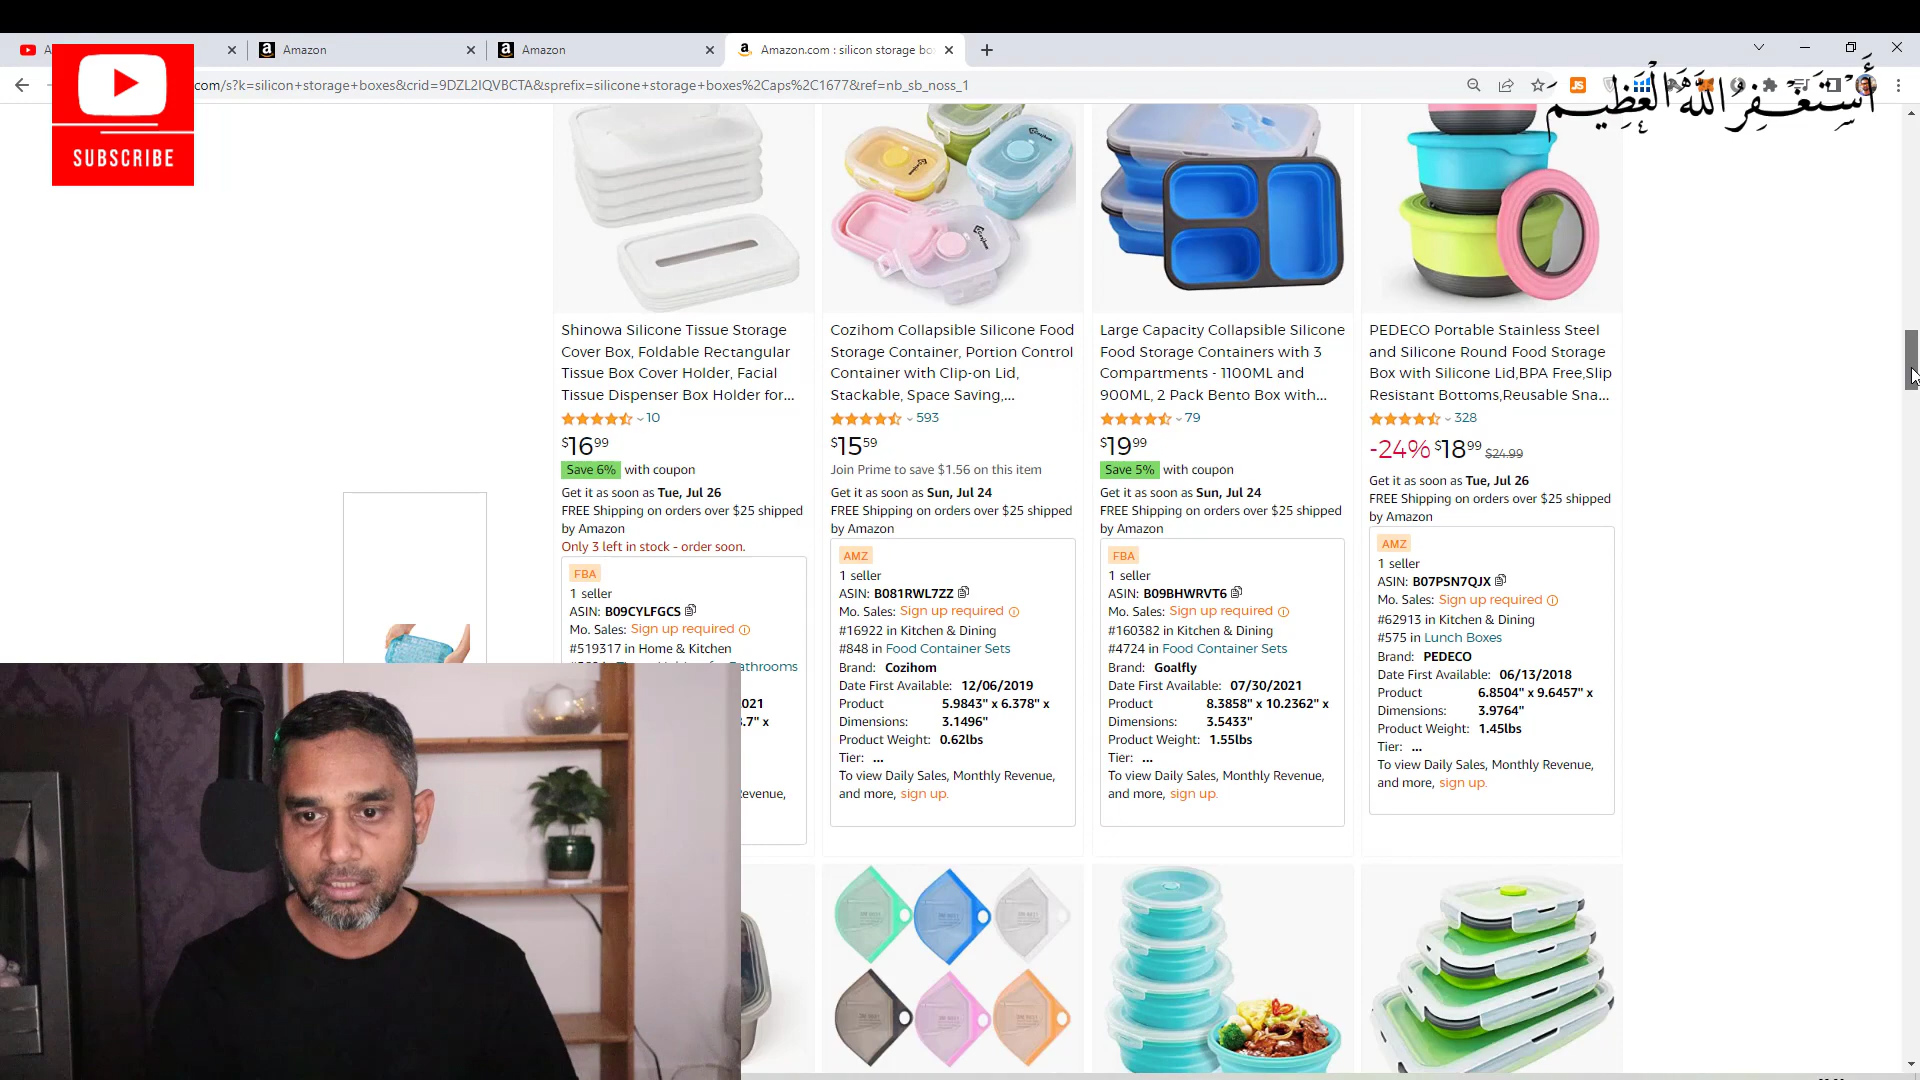 A
Amazon
Amazon
Amazon.com : silicon storage bo
com/s?k=silicon+storage+boxes&crid=9DZL2IQVBCTA&sprefix=silicone+storage+boxes%2Caps%2C1677&ref=nb_sb_noss_1
SUBSCRIBE
أَسْتَغْفِرُ اللَّهَ الْعَظِيمَ
Shinowa Silicone Tissue Storage
Cover Box, Foldable Rectangular
Tissue Box Cover Holder, Facial
Tissue Dispenser Box Holder for...
10
$16.99
Save 6% with coupon
Get it as soon as Tue, Jul 26
FREE Shipping on orders over $25 shipped
by Amazon
Only 3 left in stock - order soon.
FBA
1 seller
ASIN: B09CYLFGCS
Mo. Sales: Sign up required
#519317 in Home & Kitchen
athrooms
2021
3.7" x
evenue,
Cozihom Collapsible Silicone Food
Storage Container, Portion Control
Container with Clip-on Lid,
Stackable, Space Saving,...
593
$15.59
Join Prime to save $1.56 on this item
Get it as soon as Sun, Jul 24
FREE Shipping on orders over $25 shipped
by Amazon
AMZ
1 seller
ASIN: B081RWL7ZZ
Mo. Sales: Sign up required
#16922 in Kitchen & Dining
#848 in Food Container Sets
Brand: Cozihom
Date First Available: 12/06/2019
Product 5.9843" x 6.378" x
Dimensions: 3.1496"
Product Weight: 0.62lbs
Tier: ...
To view Daily Sales, Monthly Revenue,
and more, sign up.
Large Capacity Collapsible Silicone
Food Storage Containers with 3
Compartments - 1100ML and
900ML, 2 Pack Bento Box with...
79
$19.99
Save 5% with coupon
Get it as soon as Sun, Jul 24
FREE Shipping on orders over $25 shipped
by Amazon
FBA
1 seller
ASIN: B09BHWRVT6
Mo. Sales: Sign up required
#160382 in Kitchen & Dining
#4724 in Food Container Sets
Brand: Goalfly
Date First Available: 07/30/2021
Product 8.3858" x 10.2362" x
Dimensions: 3.5433"
Product Weight: 1.55lbs
Tier: ...
To view Daily Sales, Monthly Revenue,
and more, sign up.
PEDECO Portable Stainless Steel
and Silicone Round Food Storage
Box with Silicone Lid,BPA Free,Slip
Resistant Bottoms,Reusable Sna...
328
-24% $18.99 $24.99
Get it as soon as Tue, Jul 26
FREE Shipping on orders over $25 shipped
by Amazon
AMZ
1 seller
ASIN: B07PSN7QJX
Mo. Sales: Sign up required
#62913 in Kitchen & Dining
#575 in Lunch Boxes
Brand: PEDECO
Date First Available: 06/13/2018
Product 6.8504" x 9.6457" x
Dimensions: 3.9764"
Product Weight: 1.45lbs
Tier: ...
To view Daily Sales, Monthly Revenue,
and more, sign up.